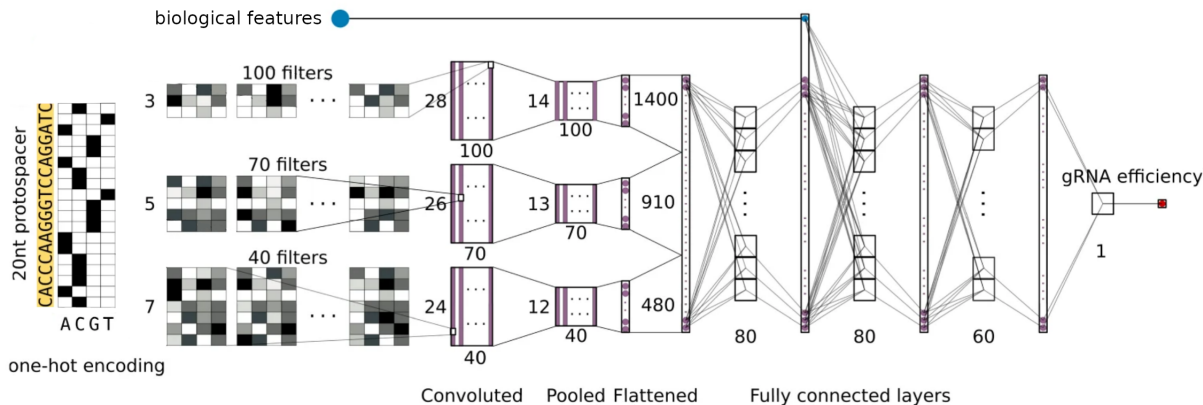 biological features
100 filters
3
28
14
1400
100
100
20nt protospacer
CACCCAAGGGTCCAGGATC
70 filters
5
26
13
910
70
70
gRNA efficiency
40 filters
7
24
12
480
40
40
80
80
60
1
A C G T
one-hot encoding
Convoluted
Pooled
Flattened
Fully connected layers